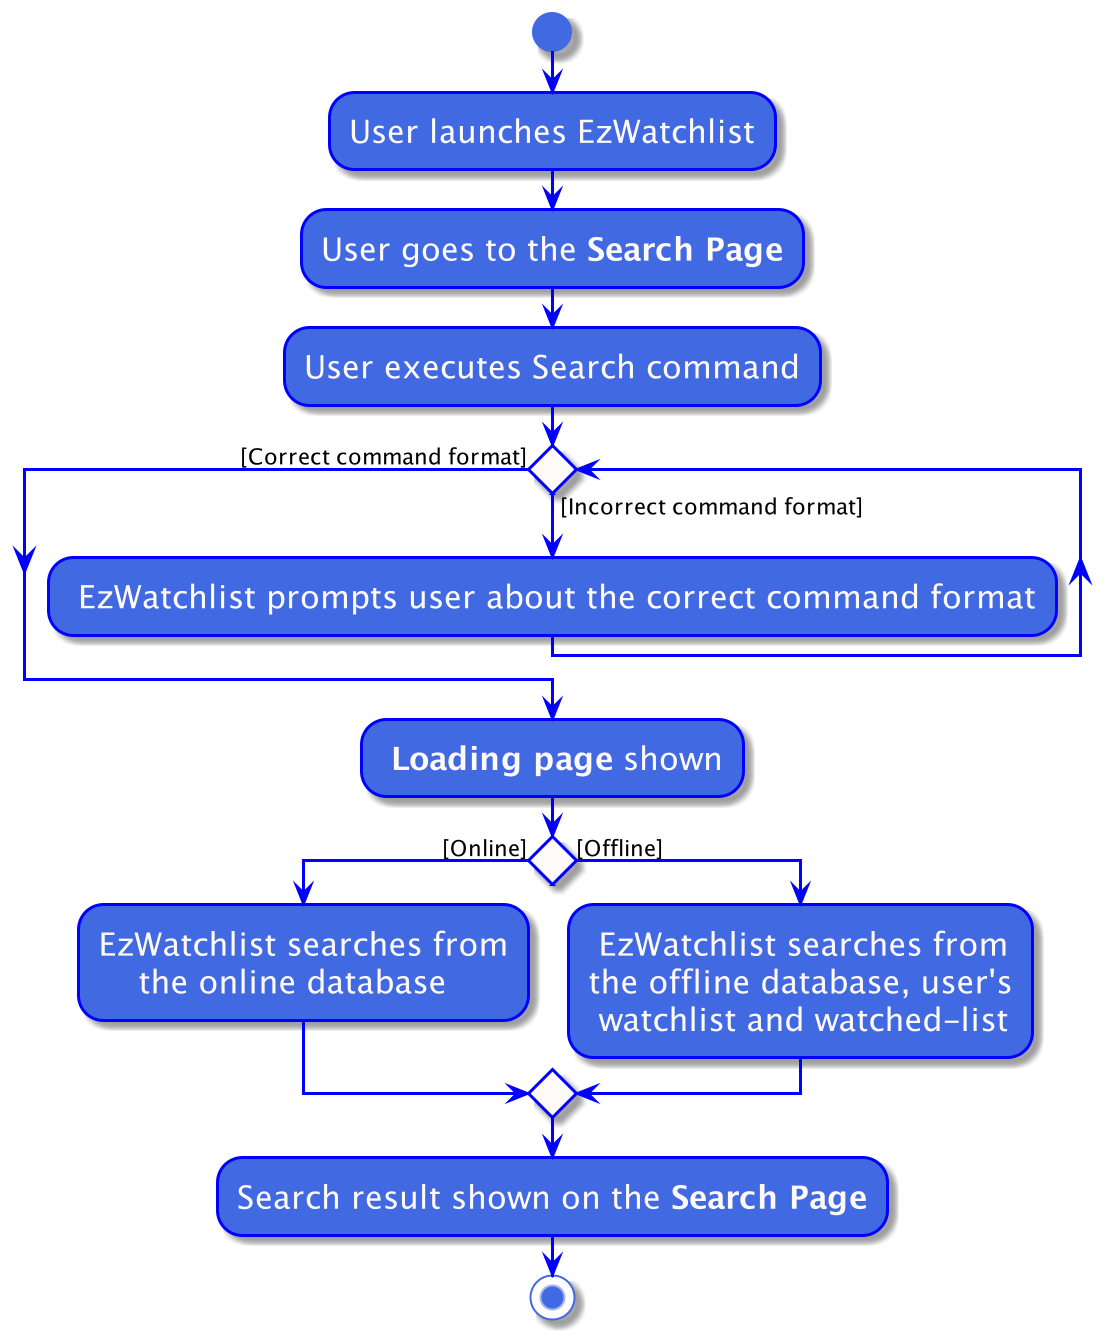 User launches EzWatchlist
User goes to the Search Page
User executes Search command
[Correct command format]
[Incorrect command format]
EzWatchlist prompts user about the correct command format
Loading page shown
[Online]
[Offline]
EzWatchlist searches from
the online database
EzWatchlist searches from
the offline database, user's
watchlist and watched-list
Search result shown on the Search Page